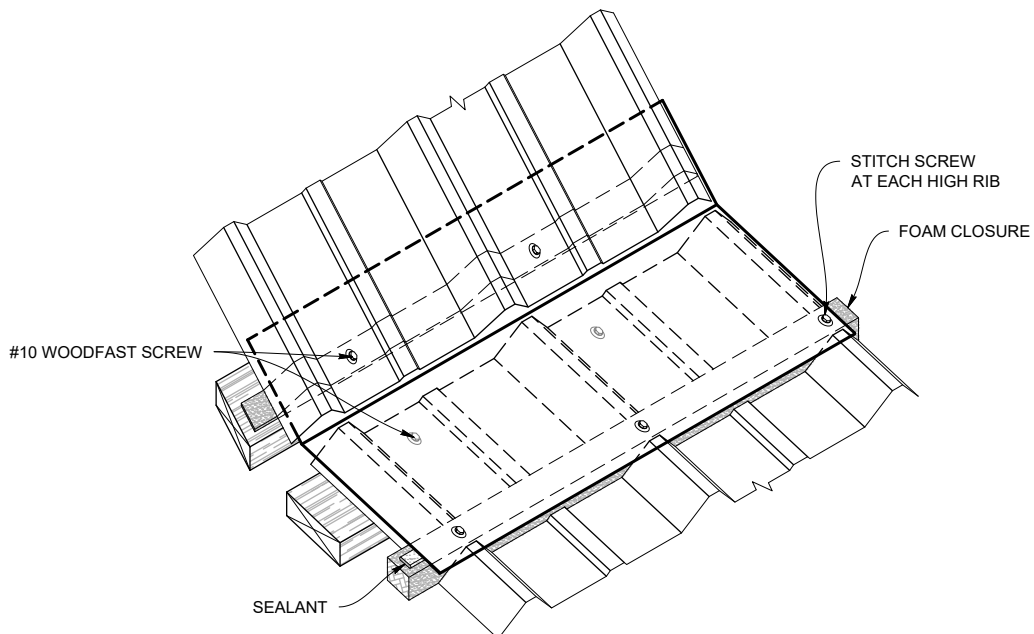 STITCH SCREW
AT EACH HIGH RIB
FOAM CLOSURE
#10 WOODFAST SCREW
SEALANT